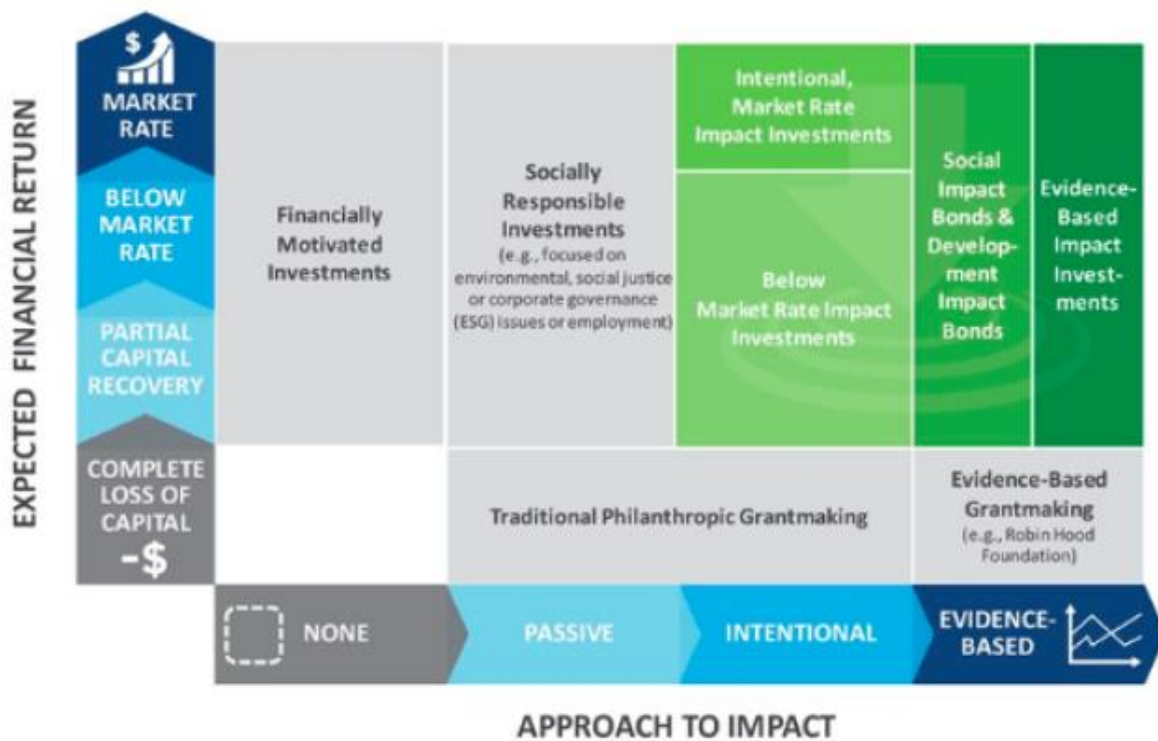 EXPECTED FINANCIAL RETURN
$
MARKET
RATE
BELOW
MARKET
RATE
PARTIAL
CAPITAL
RECOVERY
COMPLETE
LOSS OF
CAPITAL
-$
Financially
Motivated
Investments
Socially
Responsible
Investments
(e.g., focused on
environmental, social justice
or corporate governance
(ESG) issues or employment)
Intentional,
Market Rate
Impact Investments
Below
Market Rate Impact
Investments
Social
Impact
Bonds &
Develop-
ment
Impact
Bonds
Evidence-
Based
Impact
Invest-
ments
Traditional Philanthropic Grantmaking
Evidence-Based
Grantmaking
(e.g., Robin Hood
Foundation)
NONE
PASSIVE
INTENTIONAL
EVIDENCE-
BASED
APPROACH TO IMPACT